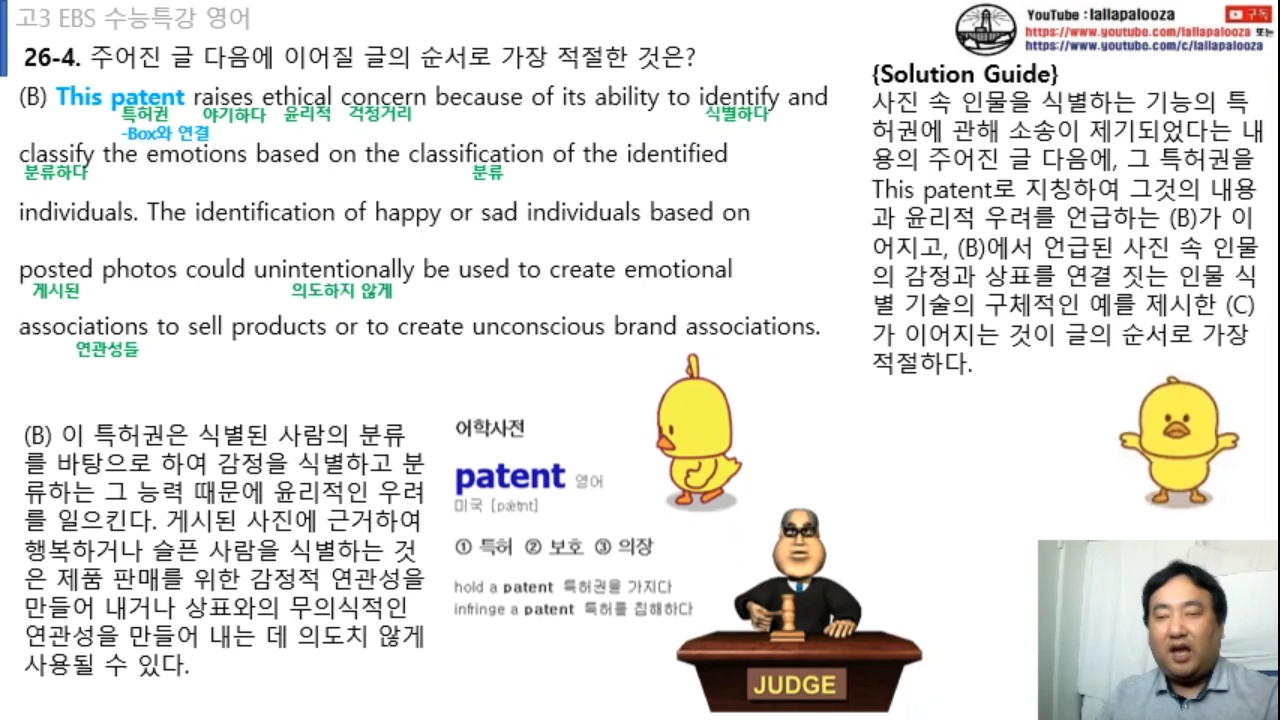 고3 EBS 수능특강 영어
YouTube : lallapalooza
구독
https://www.youtube.com/lallapalooza 또는
https://www.youtube.com/c/lallapalooza
26-4. 주어진 글 다음에 이어질 글의 순서로 가장 적절한 것은?
(B) This patent raises ethical concern because of its ability to identify and
특허권 야기하다 윤리적 걱정거리 식별하다
-Box와 연결
classify the emotions based on the classification of the identified
분류하다 분류
individuals. The identification of happy or sad individuals based on
posted photos could unintentionally be used to create emotional
게시된 의도하지 않게
associations to sell products or to create unconscious brand associations.
연관성들
{Solution Guide}
사진 속 인물을 식별하는 기능의 특
허권에 관해 소송이 제기되었다는 내
용의 주어진 글 다음에, 그 특허권을
This patent로 지칭하여 그것의 내용
과 윤리적 우려를 언급하는 (B)가 이
어지고, (B)에서 언급된 사진 속 인물
의 감정과 상표를 연결 짓는 인물 식
별 기술의 구체적인 예를 제시한 (C)
가 이어지는 것이 글의 순서로 가장
적절하다.
(B) 이 특허권은 식별된 사람의 분류
를 바탕으로 하여 감정을 식별하고 분
류하는 그 능력 때문에 윤리적인 우려
를 일으킨다. 게시된 사진에 근거하여
행복하거나 슬픈 사람을 식별하는 것
은 제품 판매를 위한 감정적 연관성을
만들어 내거나 상표와의 무의식적인
연관성을 만들어 내는 데 의도치 않게
사용될 수 있다.
어학사전
patent 영어
미국 [pǽtnt]
① 특허 ② 보호 ③ 의장
hold a patent 특허권을 가지다
infringe a patent 특허를 침해하다
JUDGE